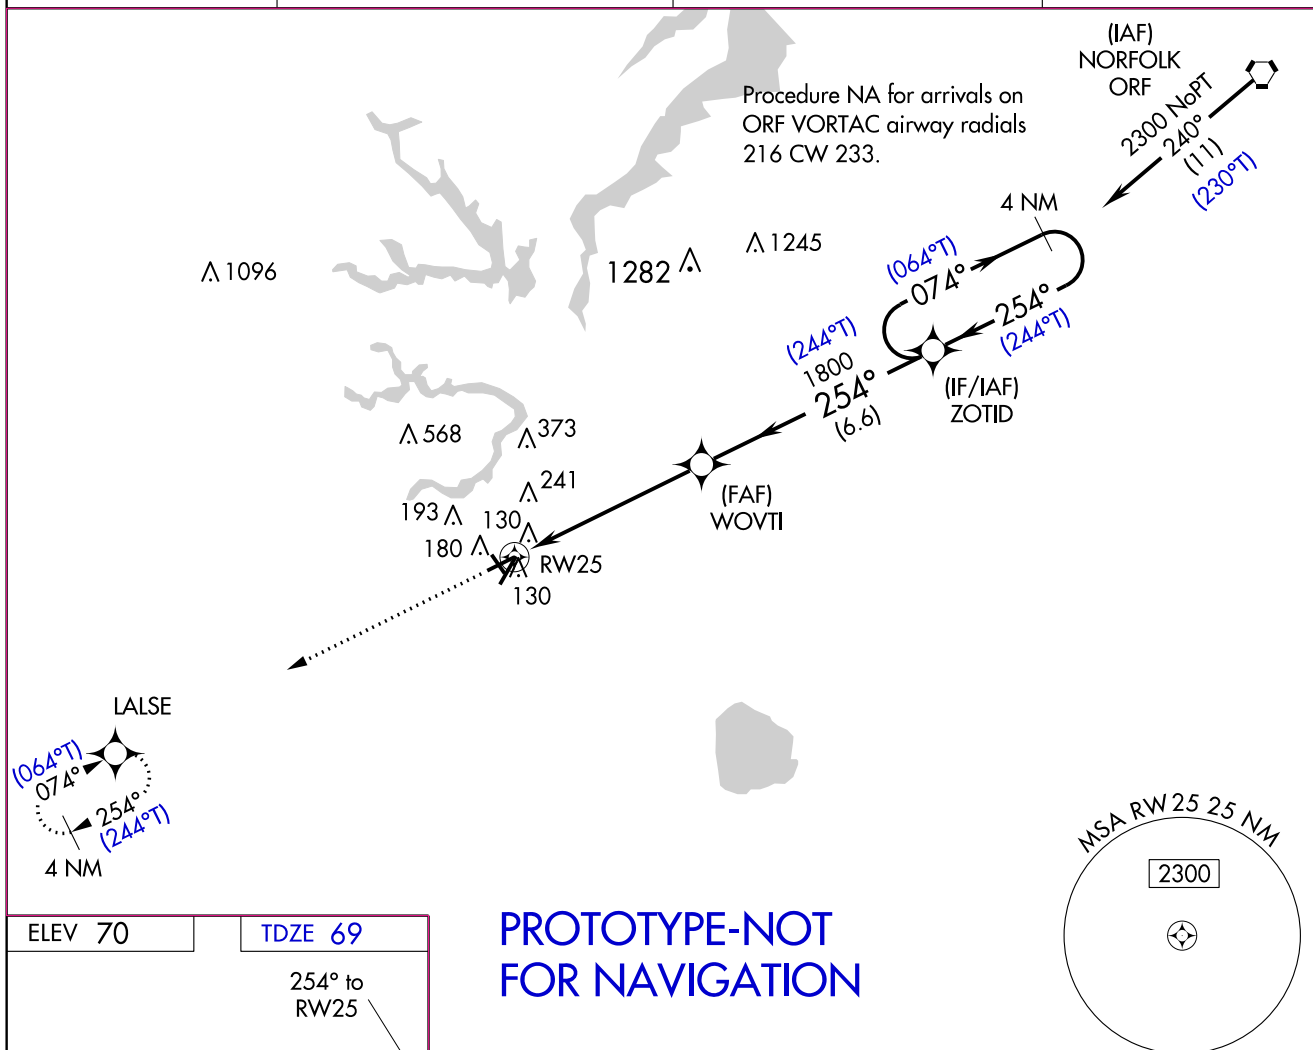 (IAF)
NORFOLK
ORF
Procedure NA for arrivals on
ORF VORTAC airway radials
216 CW 233.
2300 NoPT
240°
(11)
(230°T)
4 NM
(064°T)
074°
254°
(244°T)
1096
1282
1245
(244°T)
1800
254°
(6.6)
(IF/IAF)
ZOTID
568
373
241
193
130
180
RW25
130
(FAF)
WOVTI
LALSE
(064°T)
074°
254°
(244°T)
4 NM
MSA RW 25 25 NM
2300
ELEV 70
TDZE 69
254° to
RW25
PROTOTYPE-NOT
FOR NAVIGATION